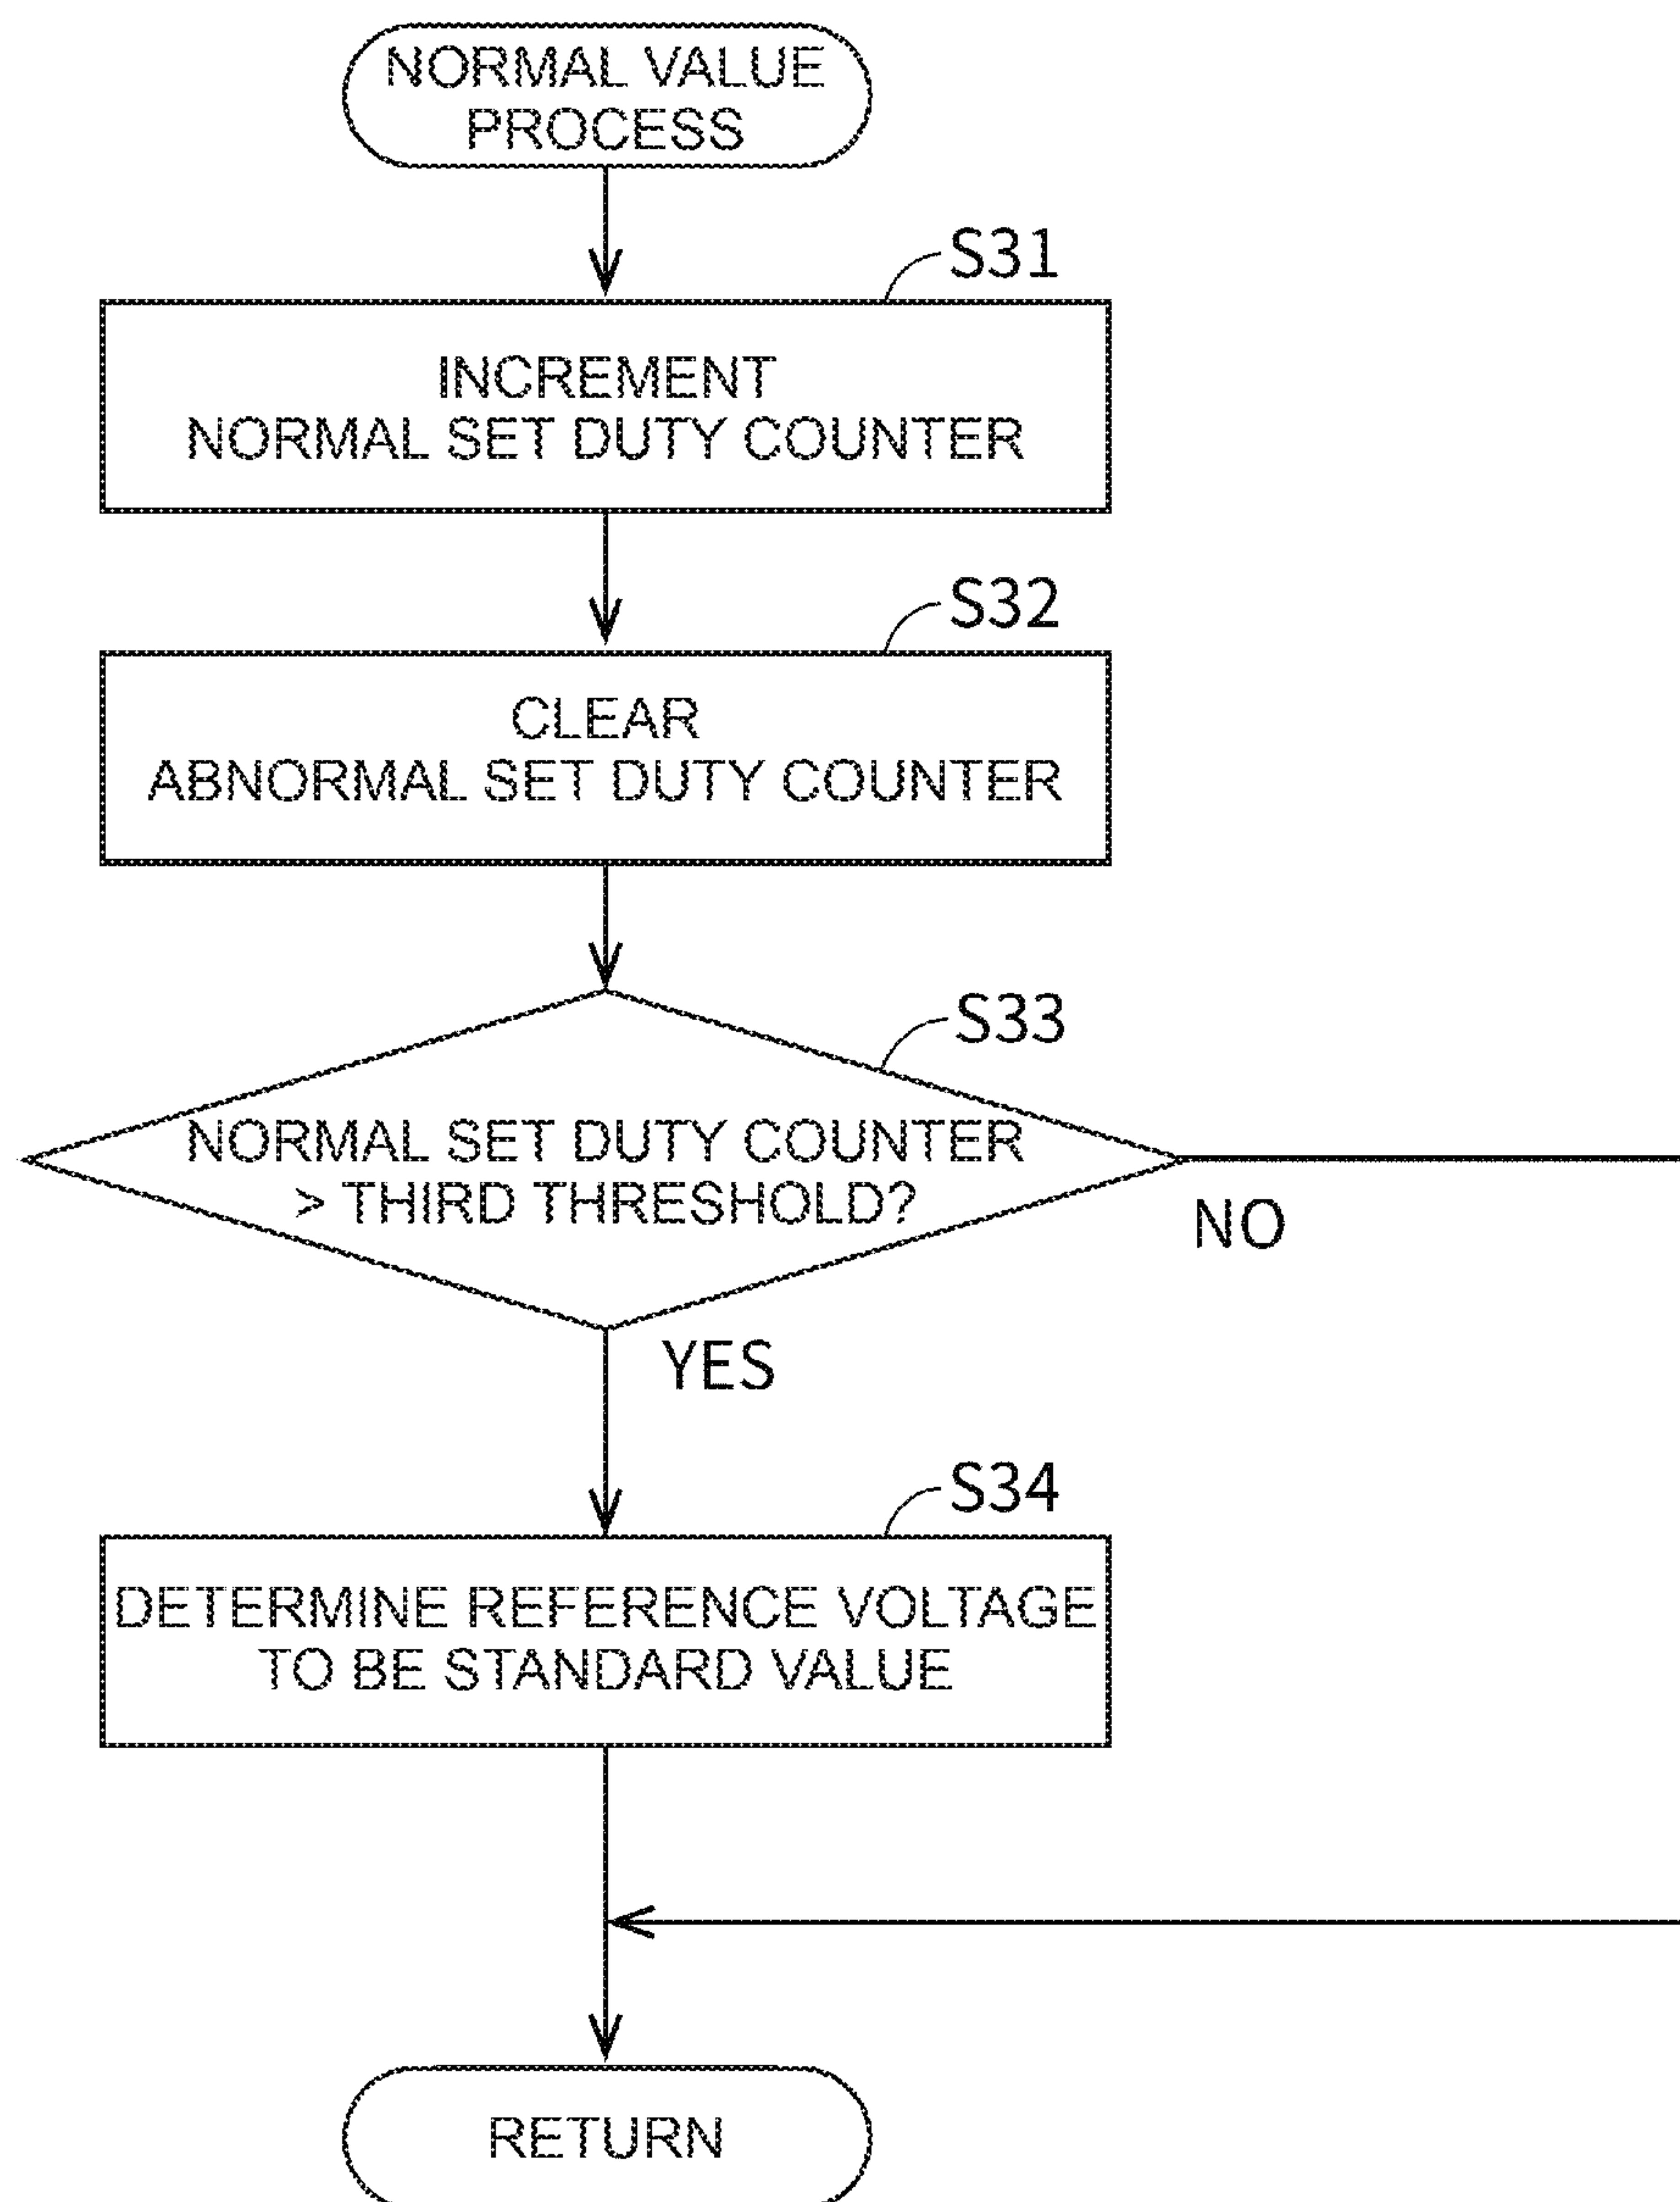 NORMAL VALUE
PROCESS
S31
INCREMENT
NORMAL SET DUTY COUNTER
S32
CLEAR
ABNORMAL SET DUTY COUNTER
S33
NORMAL SET DUTY COUNTER
> THIRD THRESHOLD?
NO
YES
S34
DETERMINE REFERENCE VOLTAGE
TO BE STANDARD VALUE
RETURN